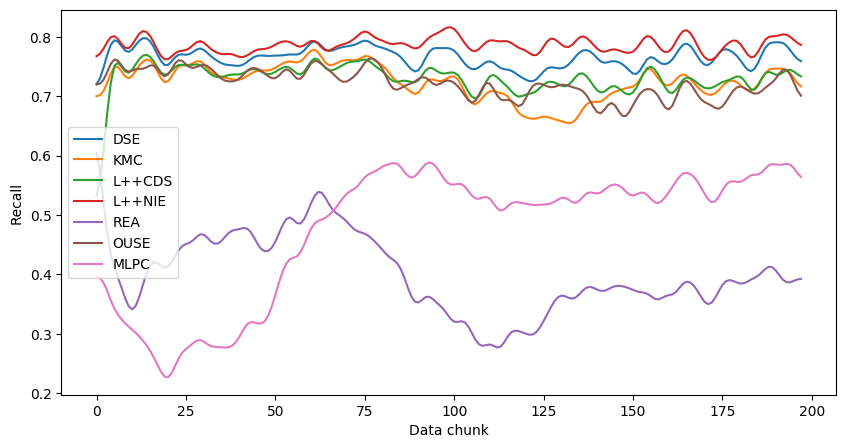 0.8
0.7
0.6
0.5
0.4
0.3
0.2
Recall
DSE
KMC
L++CDS
L++NIE
REA
OUSE
MLPC
0 25 50 75 100 125 150 175 200
Data chunk